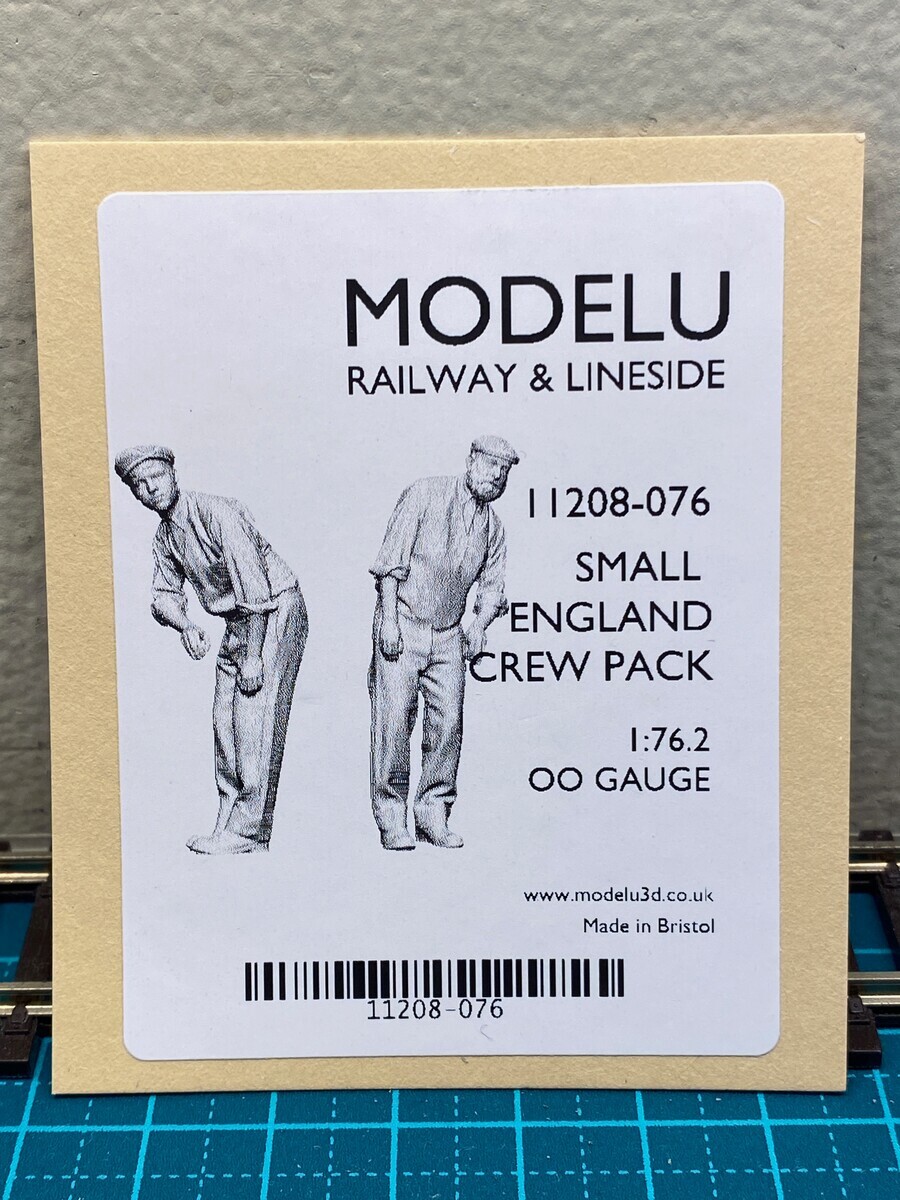 MODELU
RAILWAY & LINESIDE
11208-076
SMALL
ENGLAND
CREW PACK
1:76.2
OO GAUGE
www.modelu3d.co.uk
Made in Bristol
11208-076